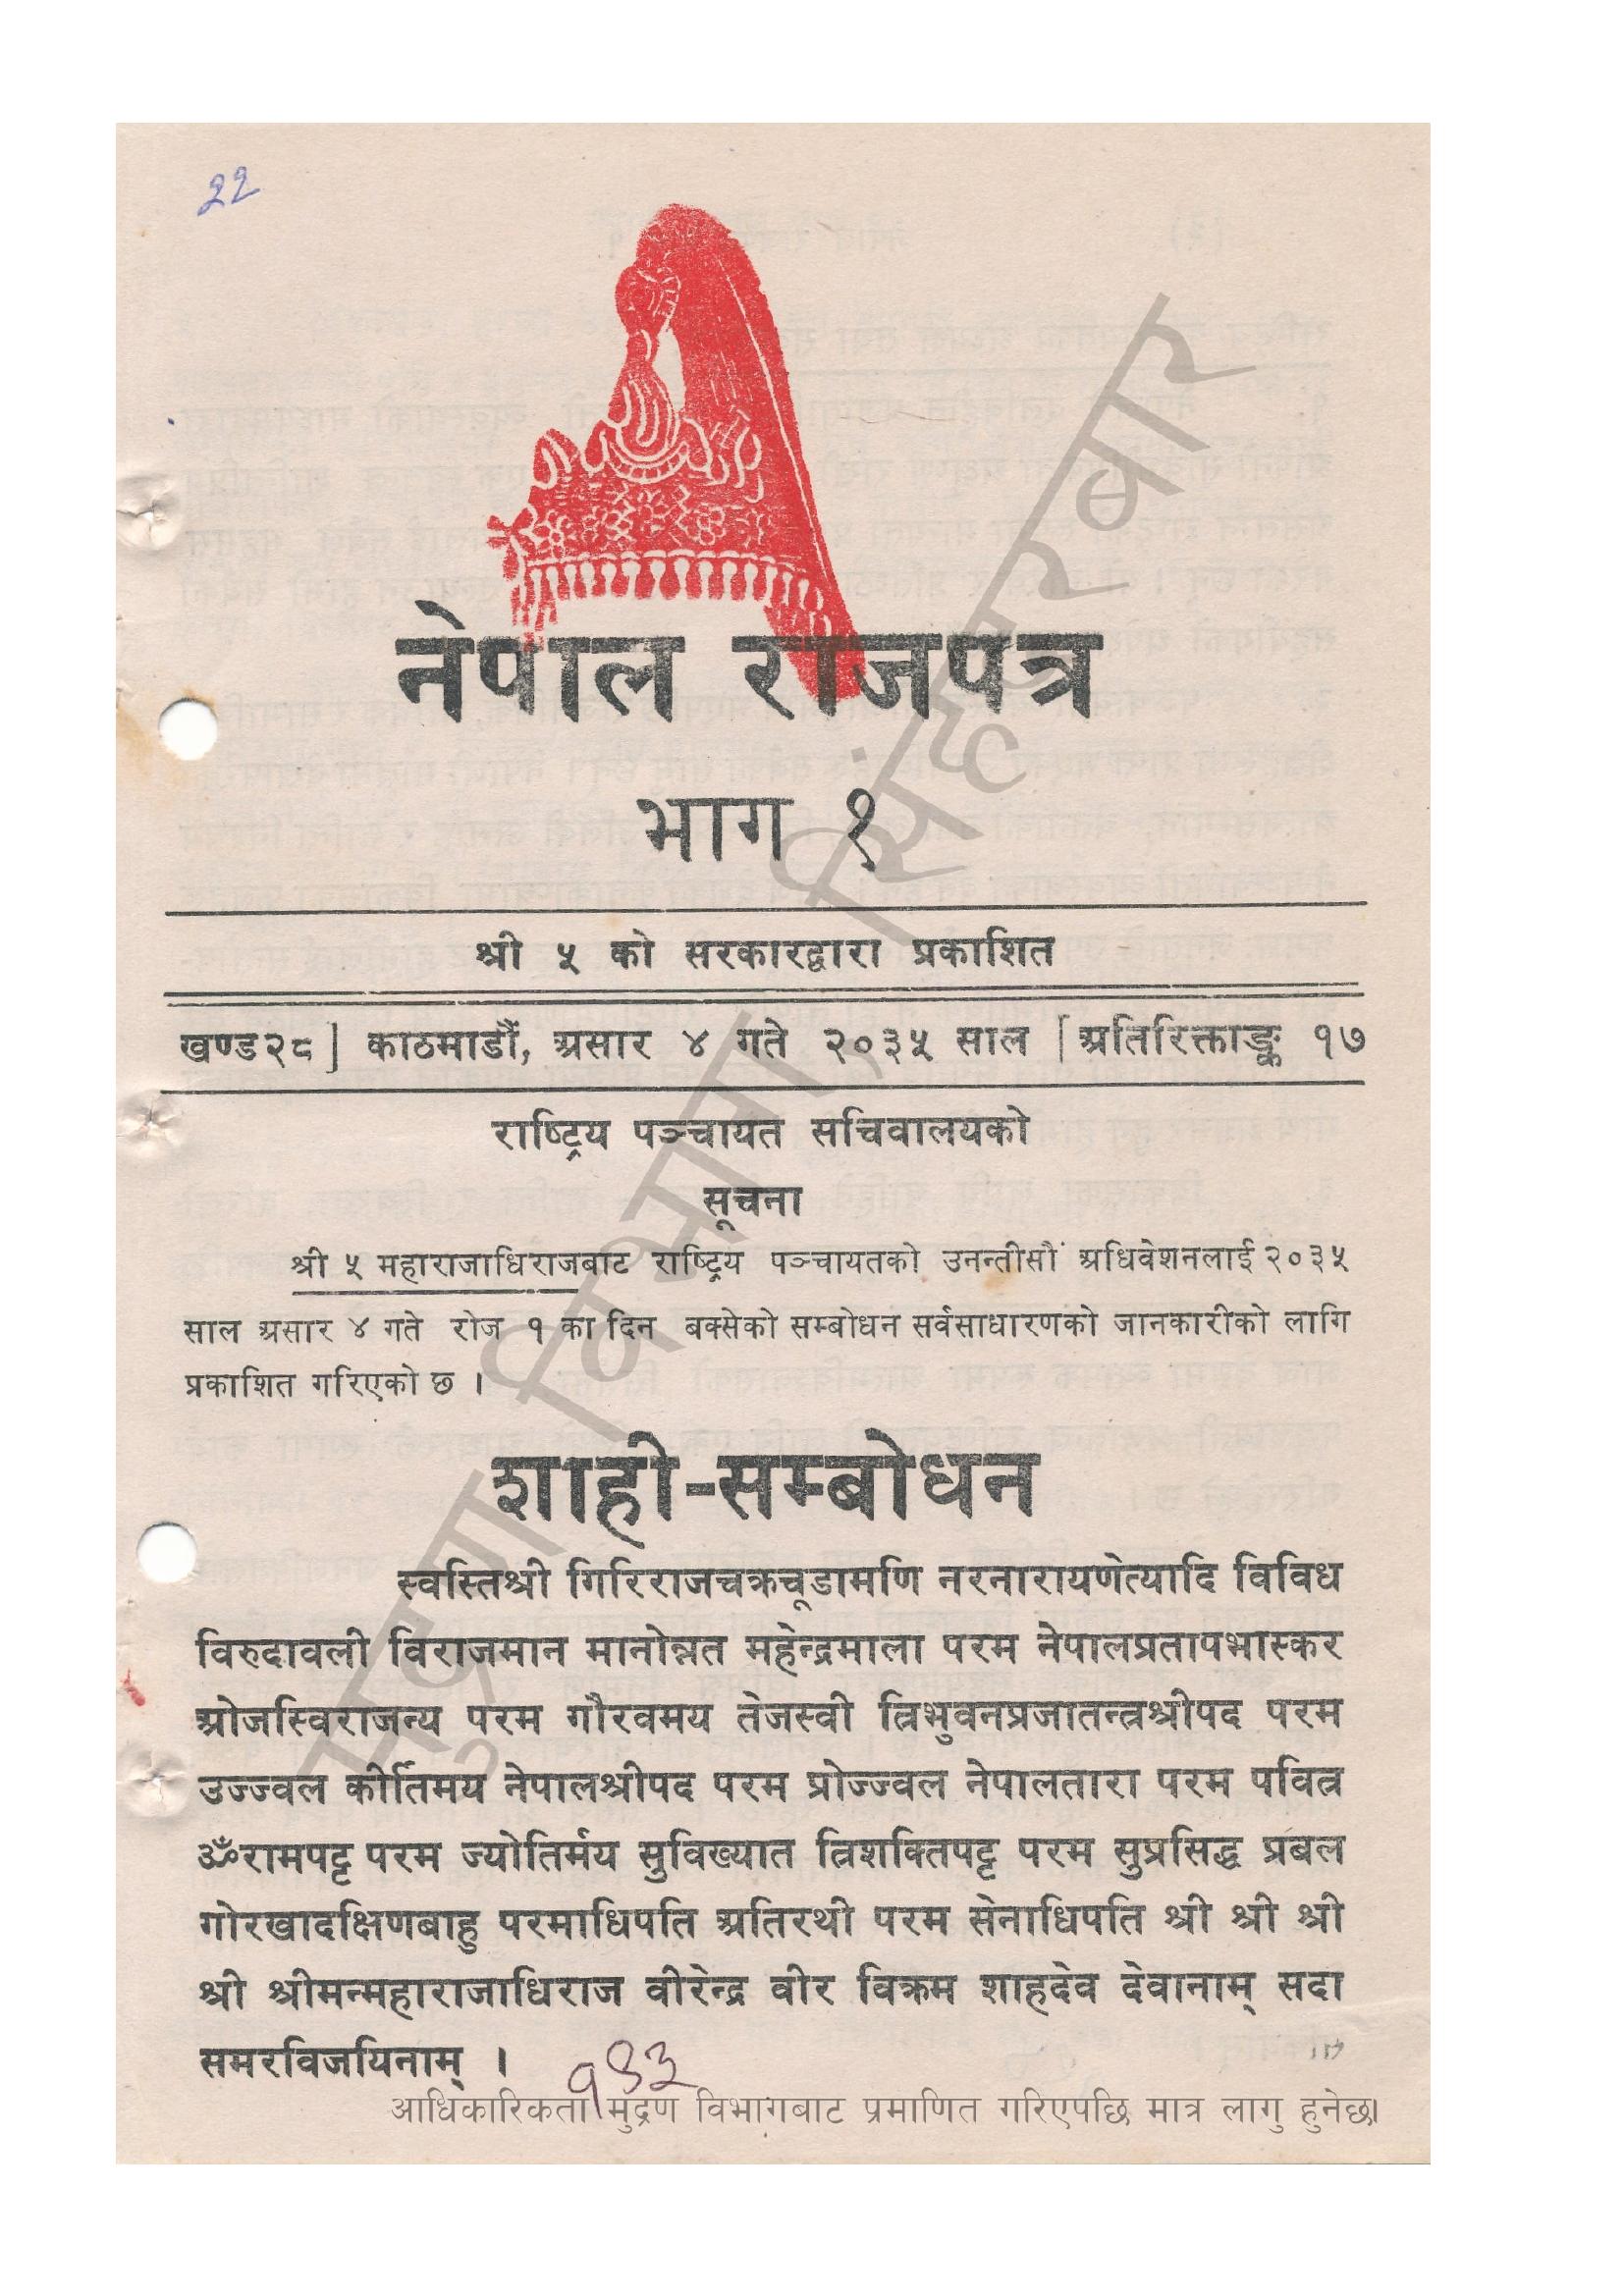 २२
नेपाल राजपत्र
भाग १
श्री ५ को सरकारद्वारा प्रकाशित
खण्ड २८] काठमाडौं, असार ४ गते २०३५ साल [अतिरिक्ताङ्क १७
राष्ट्रिय पञ्चायत सचिवालयको
सूचना
श्री ५ महाराजाधिराजबाट राष्ट्रिय पञ्चायतको उनन्तीसौं अधिवेशनलाई २०३५
साल असार ४ गते रोज १ का दिन बक्सेको सम्बोधन सर्वसाधारणको जानकारीको लागि
प्रकाशित गरिएको छ ।
शाही-सम्बोधन
स्वस्तिश्री गिरिराजचक्रचूडामणि नरनारायणेत्यादि विविध
विरुदावली विराजमान मानोन्नत महेन्द्रमाला परम नेपालप्रतापभास्कर
ओजस्विराजन्य परम गौरवमय तेजस्वी त्रिभुवनप्रजातन्त्रश्रीपद परम
उज्ज्वल कीर्तिमय नेपालश्रीपद परम प्रोज्ज्वल नेपालतारा परम पवित्र
ॐरामपट्ट परम ज्योतिर्मय सुविख्यात त्रिशक्तिपट्ट परम सुप्रसिद्ध प्रबल
गोरखादक्षिणबाहु परमाधिपति अतिरथी परम सेनाधिपति श्री श्री श्री
श्री श्रीमन्महाराजाधिराज वीरेन्द्र वीर विक्रम शाहदेव देवानाम् सदा
समरविजयिनाम् ।
आधिकारिकता मुद्रण विभागबाट प्रमाणित गरिएपछि मात्र लागु हुनेछ।
मुद्रण विभाग, सिंहदरबार